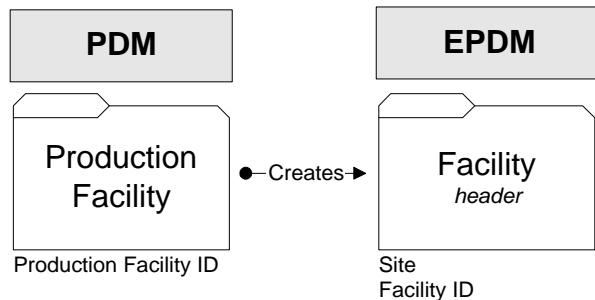 PDM
EPDM
Production
Facility
Creates
Facility
header
Production Facility ID
Site
Facility ID